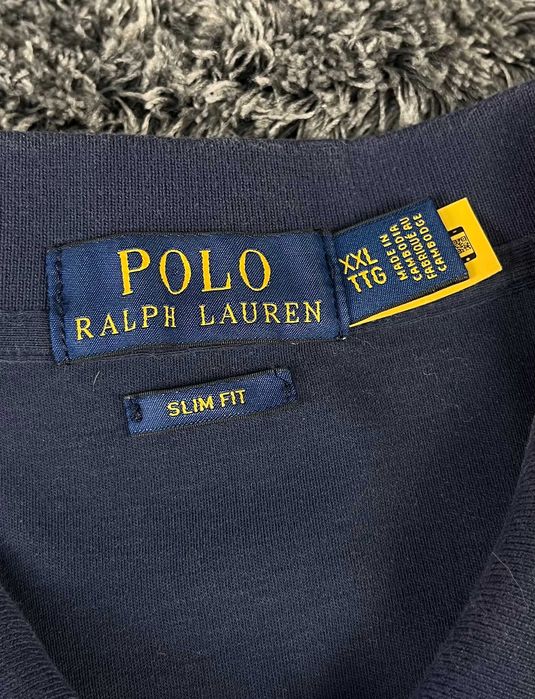 POLO
RALPH LAUREN
XXL
TTG
MADE IN
CAMBODIA
FABRIQUÉ AU
CAMBODGE
SLIM FIT